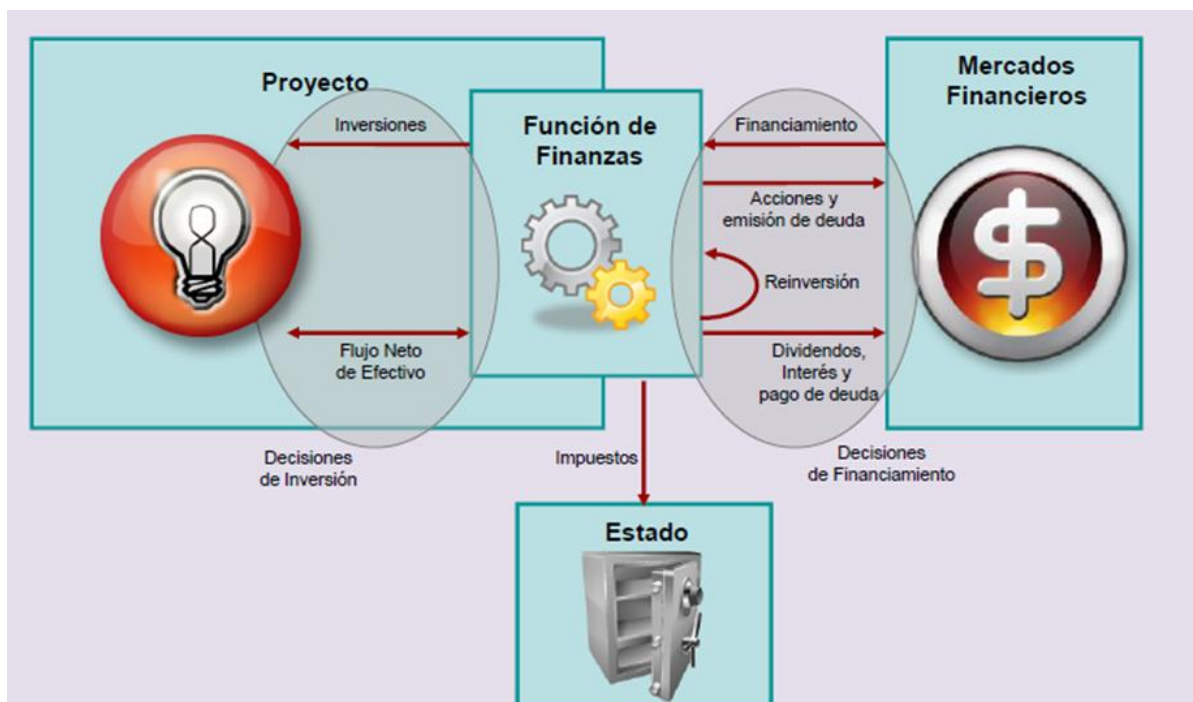 Proyecto
Inversiones
Flujo Neto
de Efectivo
Decisiones
de Inversión
Función de
Finanzas
Financiamiento
Acciones y
emisión de deuda
Reinversión
Dividendos,
Interés y
pago de deuda
Decisiones
de Financiamiento
Mercados
Financieros
$
Impuestos
Estado